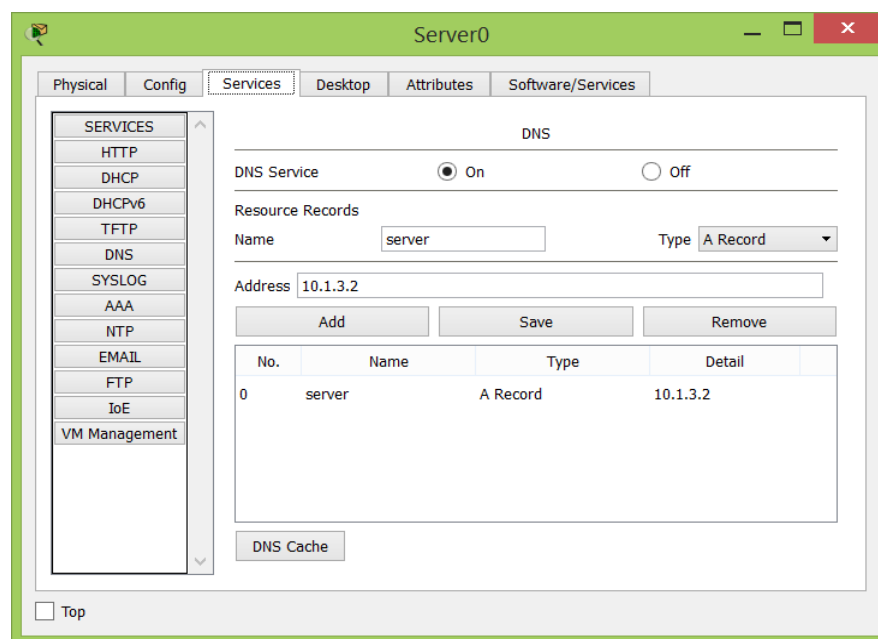 Server0
Physical Config Services Desktop Attributes Software/Services
SERVICES
HTTP
DHCP
DHCPv6
TFTP
DNS
SYSLOG
AAA
NTP
EMAIL
FTP
IoE
VM Management
DNS
DNS Service On Off
Resource Records
Name server Type A Record
Address 10.1.3.2
Add Save Remove
No. Name Type Detail
0 server A Record 10.1.3.2
DNS Cache
Top